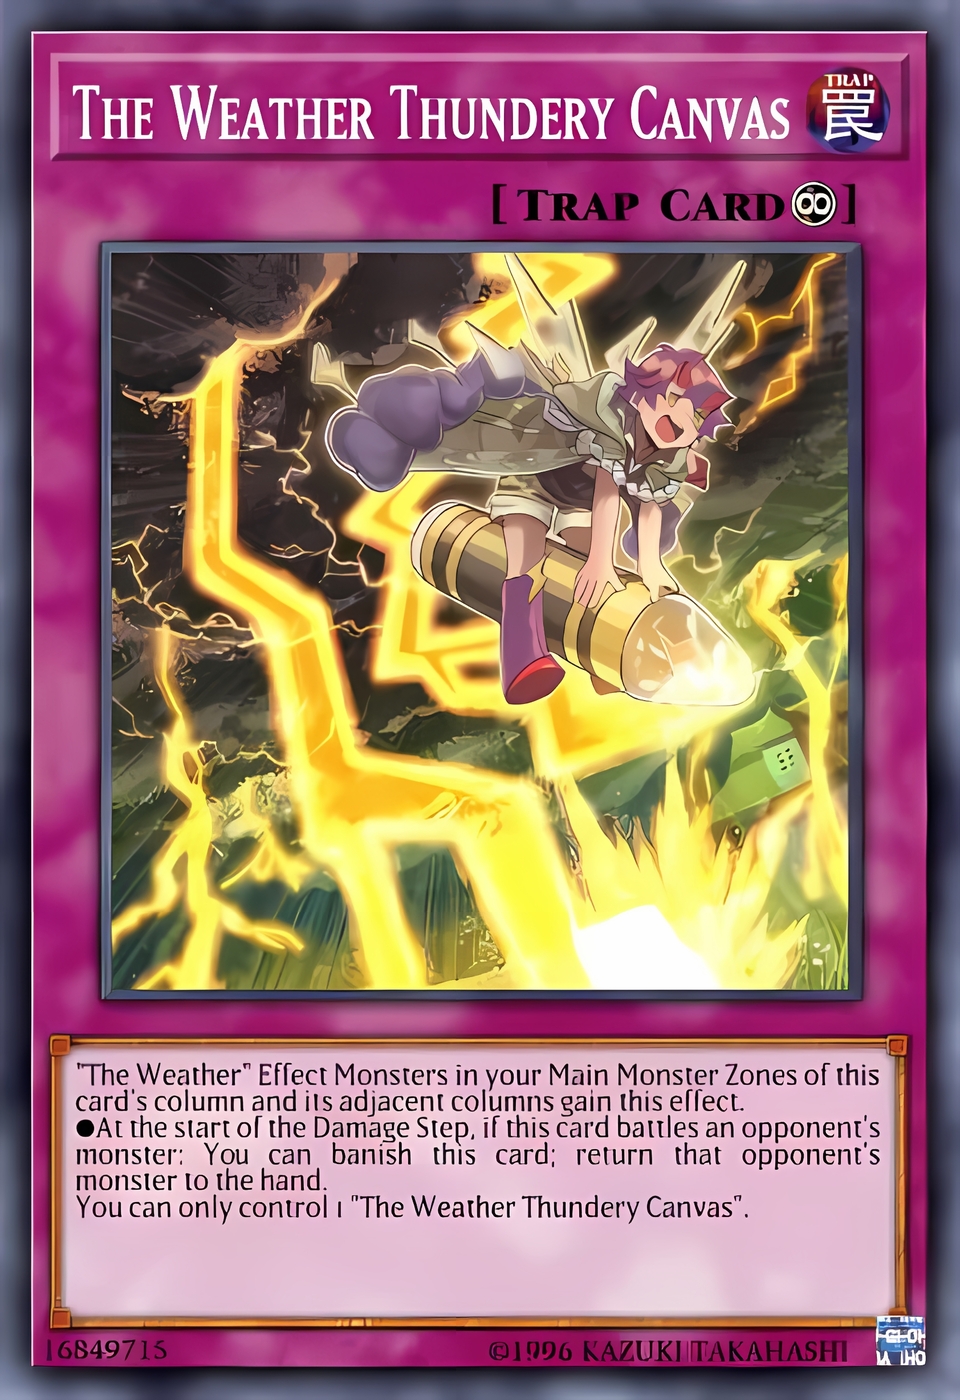 THE WEATHER THUNDERY CANVAS
TRAP
罠
[TRAP CARD]
"The Weather" Effect Monsters in your Main Monster Zones of this
card's column and its adjacent columns gain this effect.
●At the start of the Damage Step, if this card battles an opponent's
monster: You can banish this card; return that opponent's
monster to the hand.
You can only control 1 "The Weather Thundery Canvas".
16849715
©1996 KAZUKI TAKAHASHI